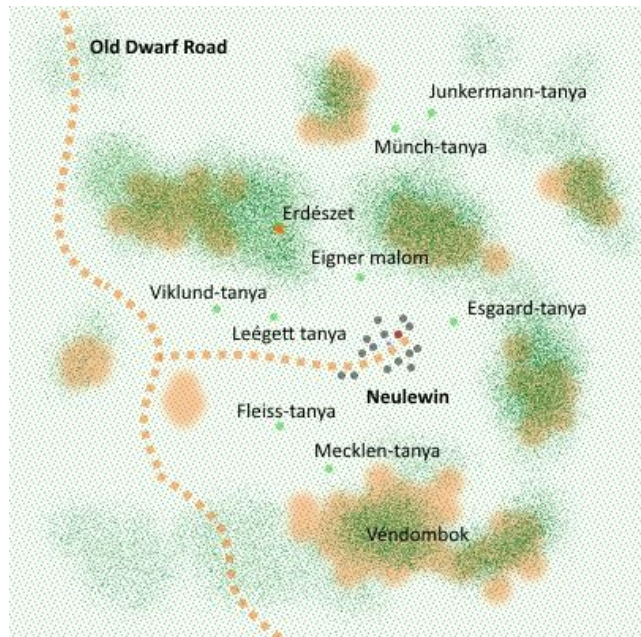 Old Dwarf Road
Junkermann-tanya
Münch-tanya
Erdészet
Eigner malom
Viklund-tanya
Esgaard-tanya
Leégett tanya
Neulewin
Fleiss-tanya
Mecklen-tanya
Véndombok